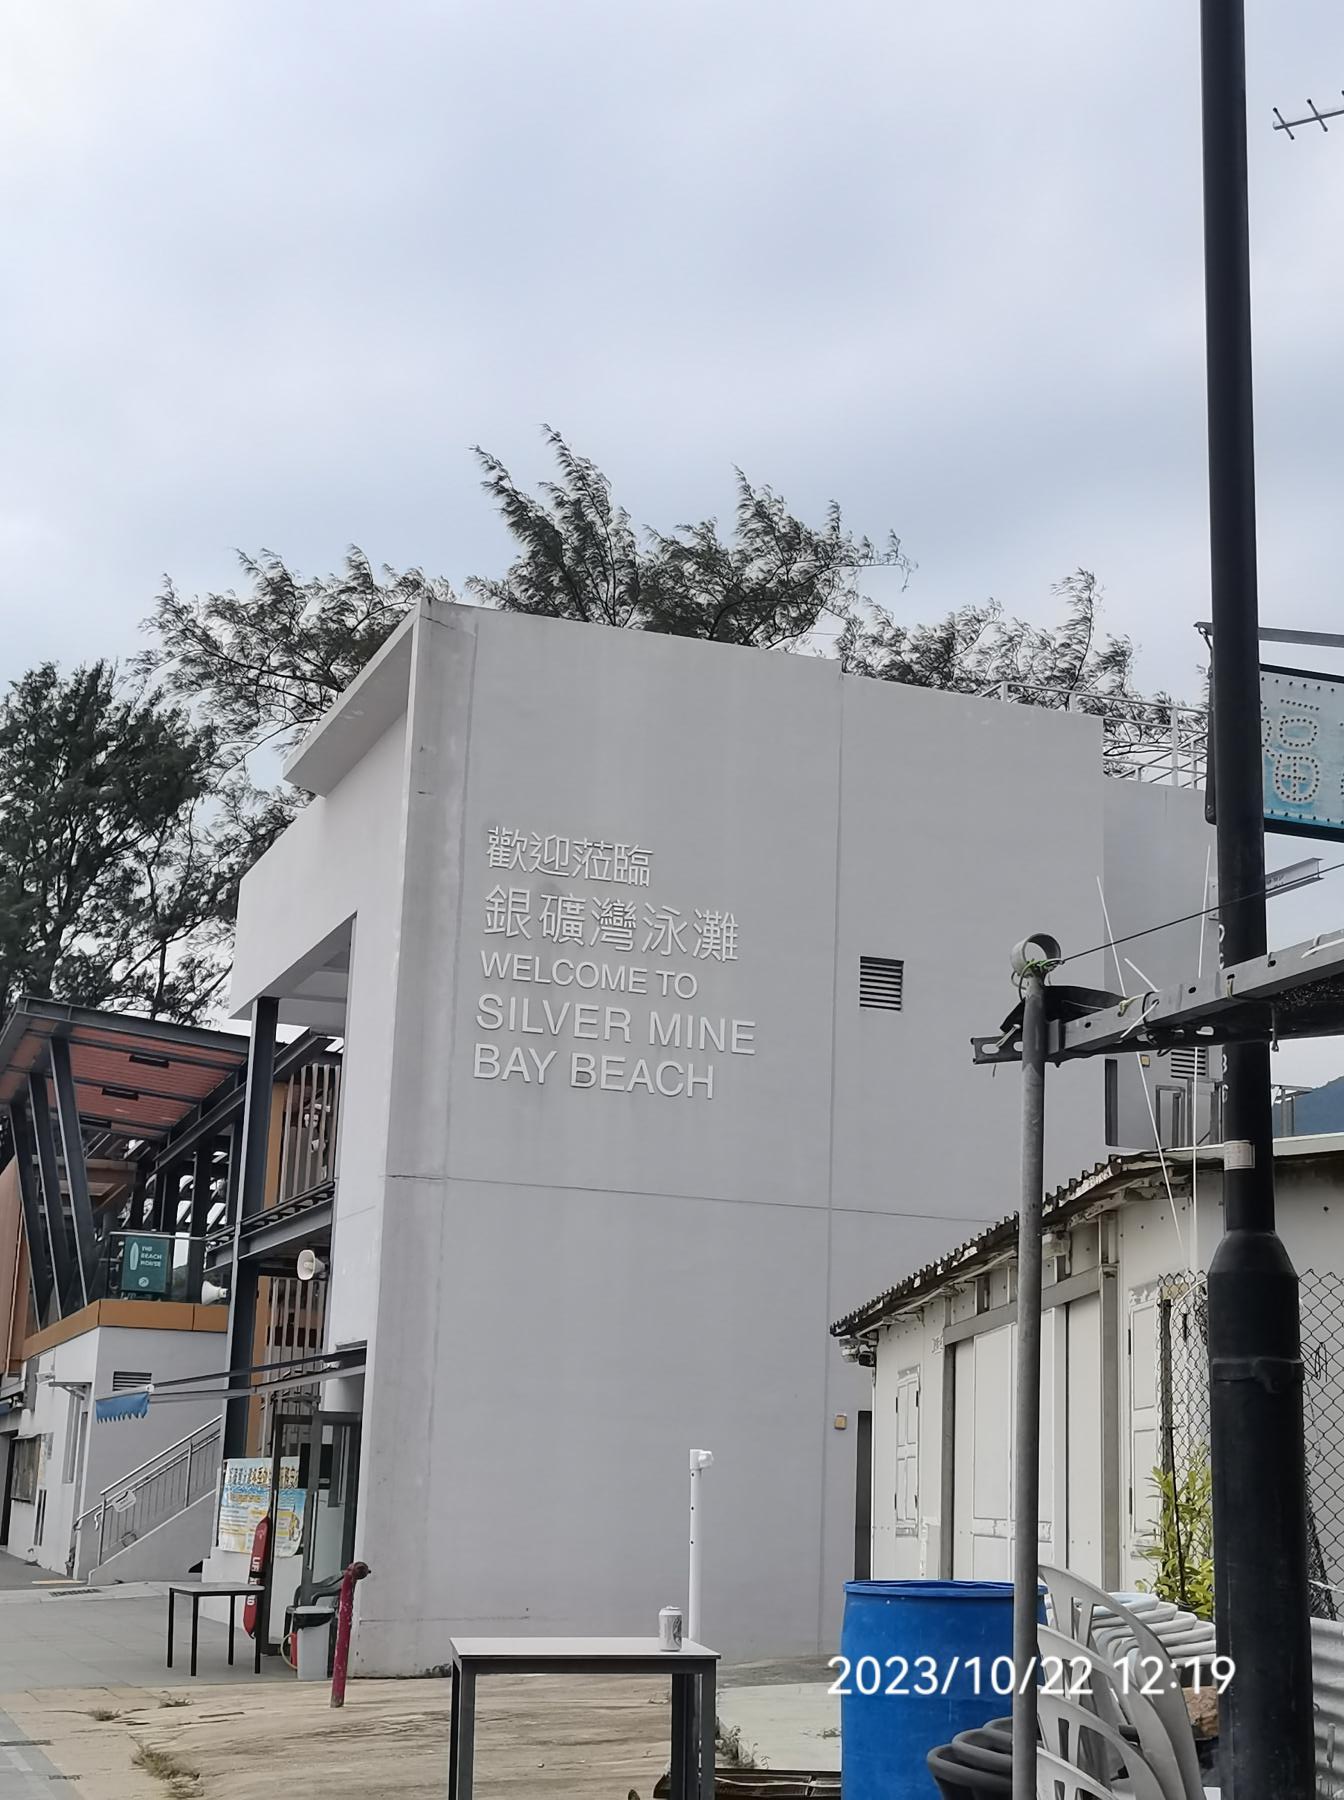 歡迎蒞臨
銀礦灣泳灘
WELCOME TO
SILVER MINE
BAY BEACH
THE
BEACH
HOUSE
2023/10/22 12:19